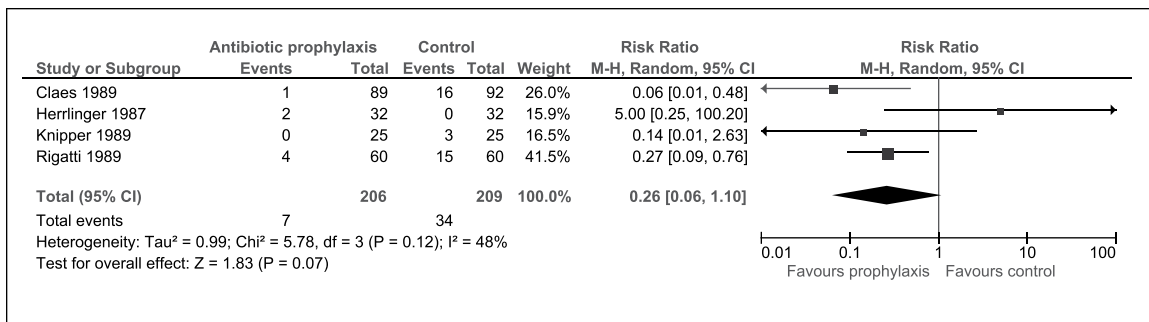 Antibiotic prophylaxis Control Risk Ratio Risk Ratio
Study or Subgroup Events Total Events Total Weight M-H, Random, 95% CI M-H, Random, 95% CI
Claes 1989 1 89 16 92 26.0% 0.06 [0.01, 0.48]
Herrlinger 1987 2 32 0 32 15.9% 5.00 [0.25, 100.20]
Knipper 1989 0 25 3 25 16.5% 0.14 [0.01, 2.63]
Rigatti 1989 4 60 15 60 41.5% 0.27 [0.09, 0.76]
Total (95% CI) 206 209 100.0% 0.26 [0.06, 1.10]
Total events 7 34
Heterogeneity: Tau² = 0.99; Chi² = 5.78, df = 3 (P = 0.12); I² = 48%
Test for overall effect: Z = 1.83 (P = 0.07)
0.01 0.1 1 10 100
Favours prophylaxis Favours control